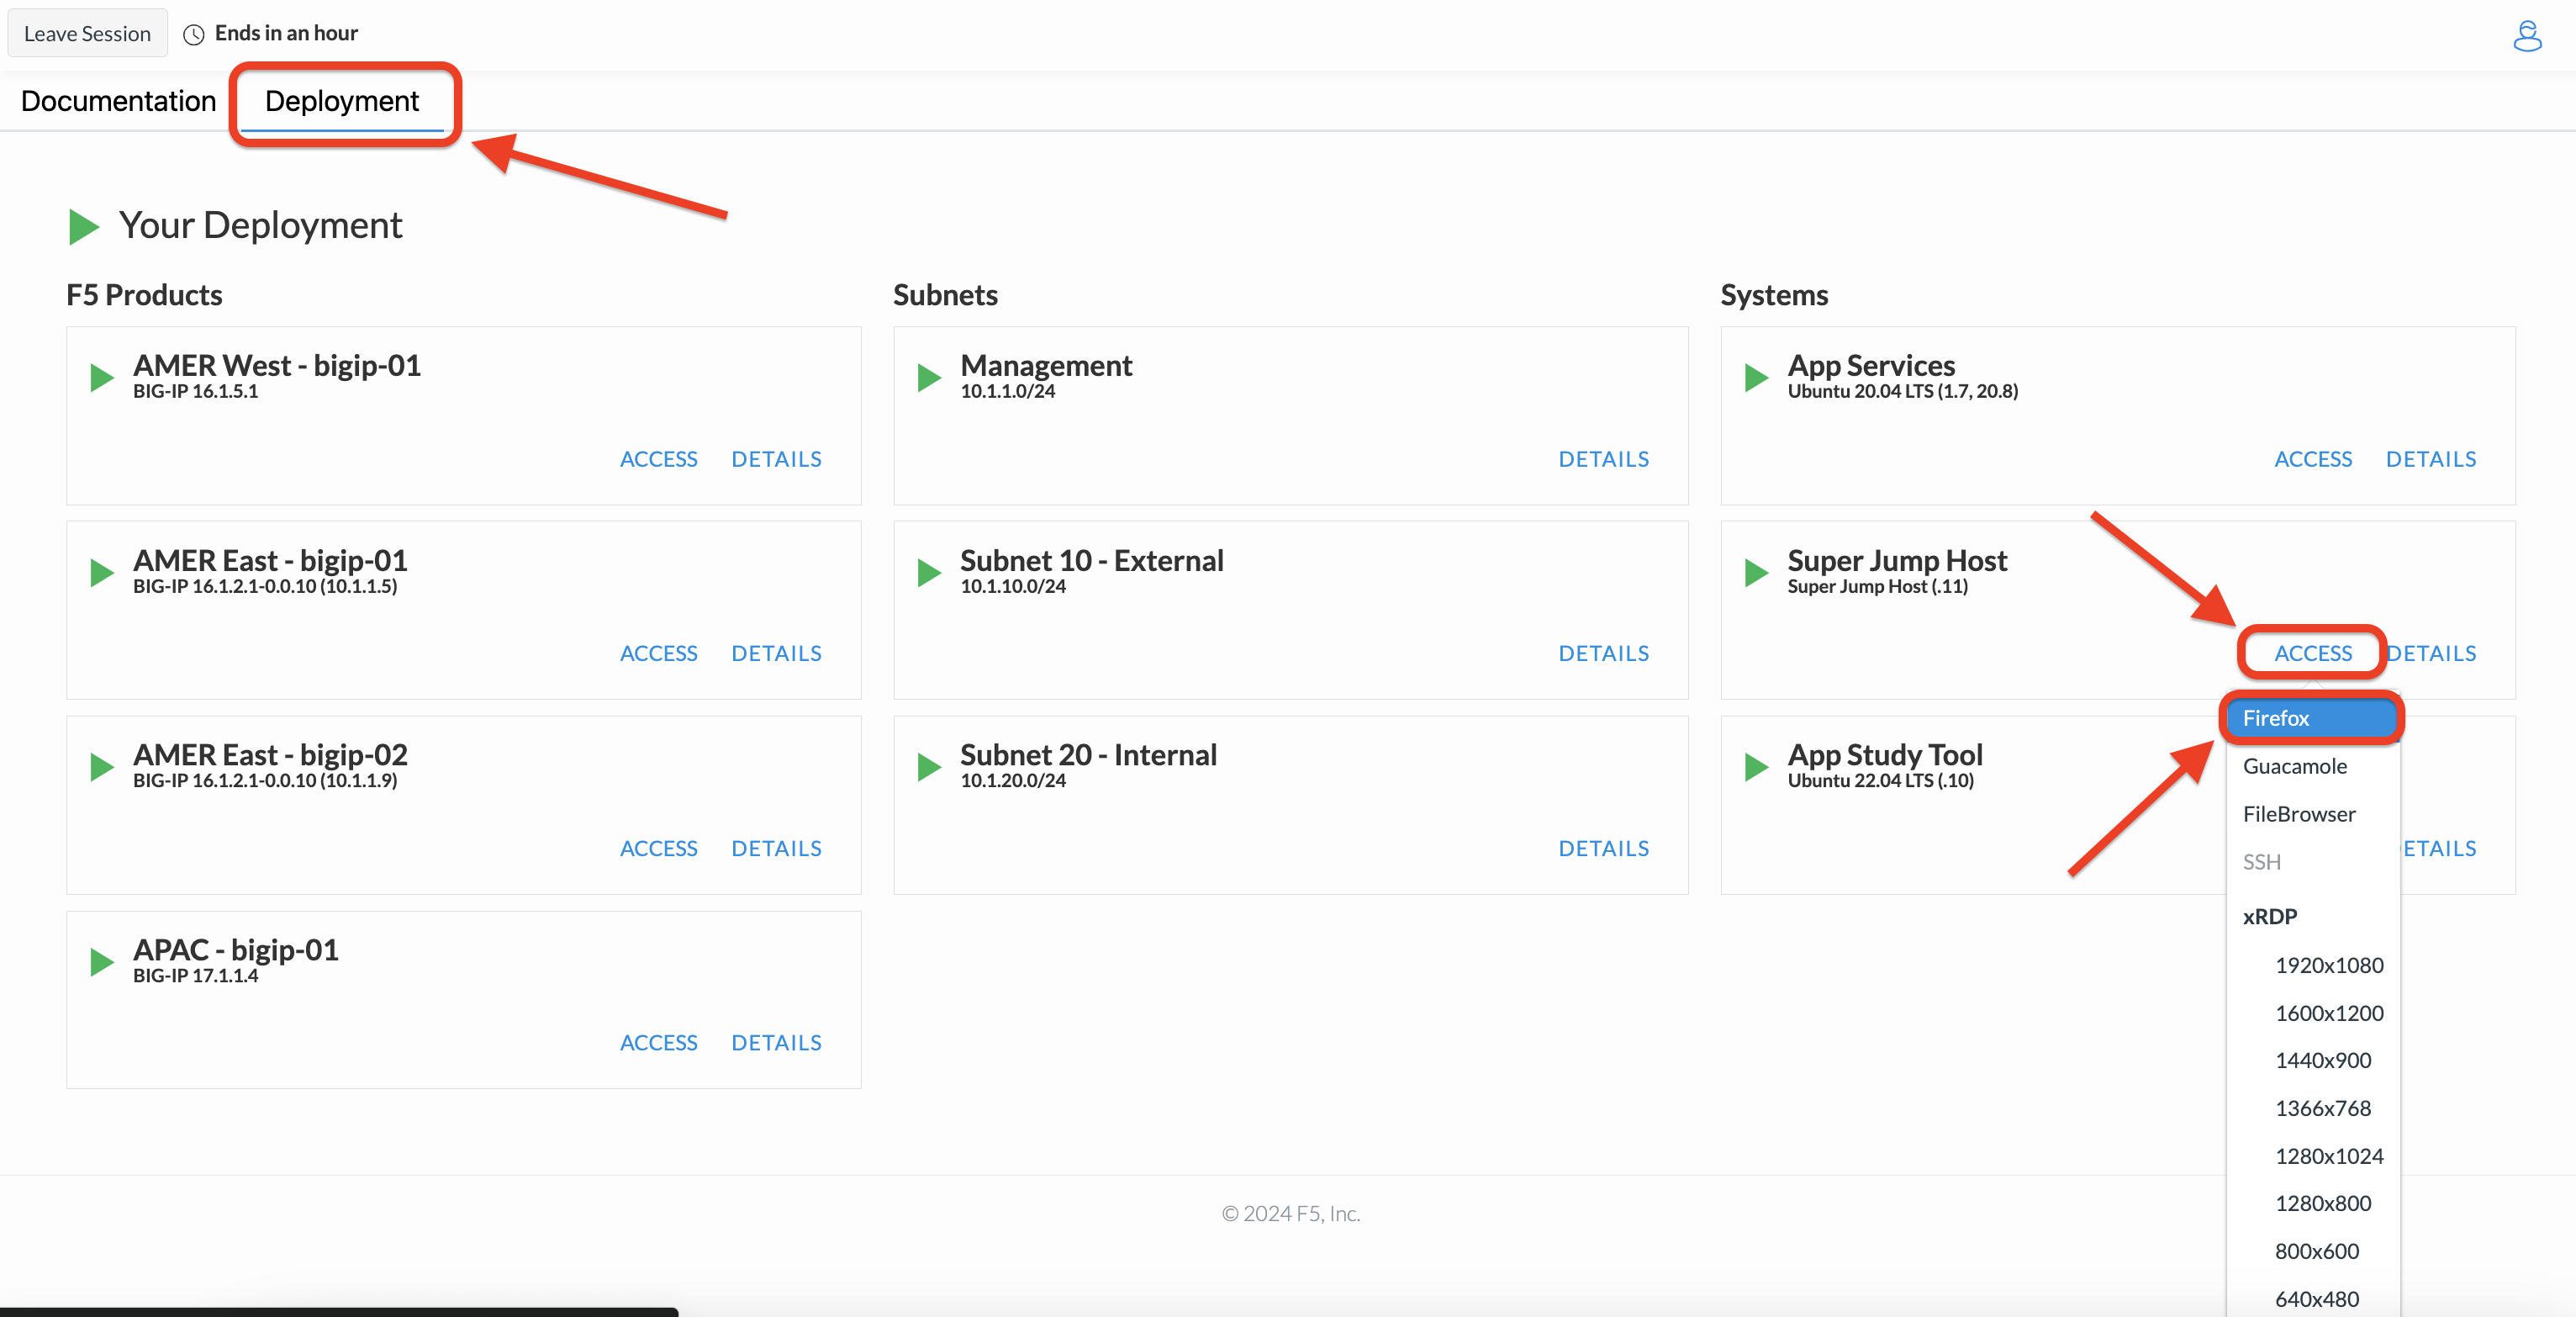 Leave Session
Ends in an hour
Documentation
Deployment
Your Deployment
F5 Products
AMER West - bigip-01
BIG-IP 16.1.5.1
ACCESS DETAILS
AMER East - bigip-01
BIG-IP 16.1.2.1-0.0.10 (10.1.1.5)
ACCESS DETAILS
AMER East - bigip-02
BIG-IP 16.1.2.1-0.0.10 (10.1.1.9)
ACCESS DETAILS
APAC - bigip-01
BIG-IP 17.1.1.4
ACCESS DETAILS
Subnets
Management
10.1.1.0/24
DETAILS
Subnet 10 - External
10.1.10.0/24
DETAILS
Subnet 20 - Internal
10.1.20.0/24
DETAILS
Systems
App Services
Ubuntu 20.04 LTS (1.7, 20.8)
ACCESS DETAILS
Super Jump Host
Super Jump Host (.11)
ACCESS DETAILS
App Study Tool
Ubuntu 22.04 LTS (.10)
ETAILS
Firefox
Guacamole
FileBrowser
SSH
xRDP
1920x1080
1600x1200
1440x900
1366x768
1280x1024
1280x800
800x600
640x480
© 2024 F5, Inc.